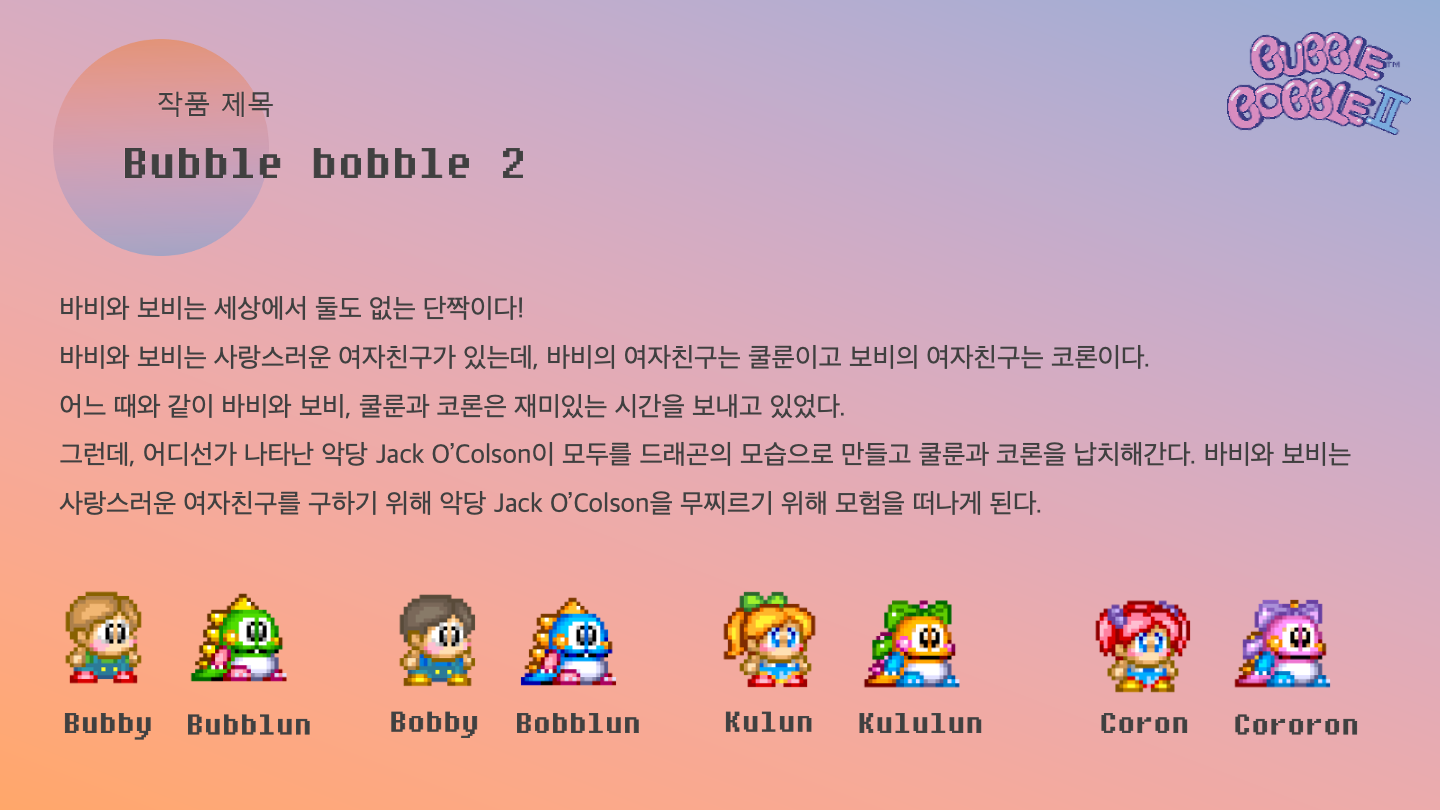 BUBBLE™
BOBBLE II
작품 제목
Bubble bobble 2
바비와 보비는 세상에서 둘도 없는 단짝이다!
바비와 보비는 사랑스러운 여자친구가 있는데, 바비의 여자친구는 쿨룬이고 보비의 여자친구는 코론이다.
어느 때와 같이 바비와 보비, 쿨룬과 코론은 재미있는 시간을 보내고 있었다.
그런데, 어디선가 나타난 악당 Jack O’Colson이 모두를 드래곤의 모습으로 만들고 쿨룬과 코론을 납치해간다. 바비와 보비는
사랑스러운 여자친구를 구하기 위해 악당 Jack O’Colson을 무찌르기 위해 모험을 떠나게 된다.
Bubby Bubblun Bobby Bobblun Kulun Kululun Coron Cororon